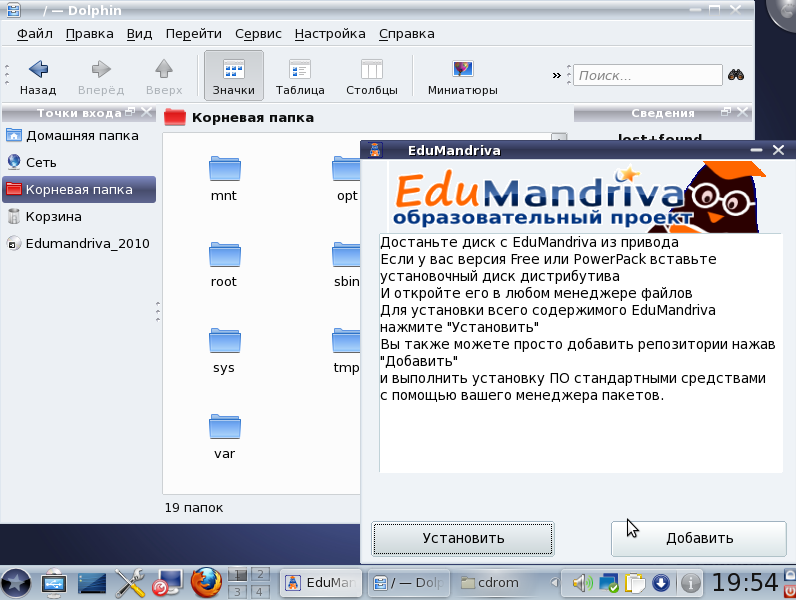 / — Dolphin
Файл Правка Вид Перейти Сервис Настройка Справка
Назад Вперёд Вверх Значки Таблица Столбцы Миниатюры » Поиск...
Точки входа
Домашняя папка
Сеть
Корневая папка
Корзина
Edumandriva_2010
Корневая папка
mnt opt
root sbin
sys tmp
var
19 папок
Сведения
lost+found
EduMandriva
EduMandriva
образовательный проект
Достаньте диск с EduMandriva из привода
Если у вас версия Free или PowerPack вставьте
установочный диск дистрибутива
И откройте его в любом менеджере файлов
Для установки всего содержимого EduMandriva
нажмите "Установить"
Вы также можете просто добавить репозитории нажав
"Добавить"
и выполнить установку ПО стандартными средствами
с помощью вашего менеджера пакетов.
Установить Добавить
1 2
3 4
EduMan / — Dol cdrom 19:54